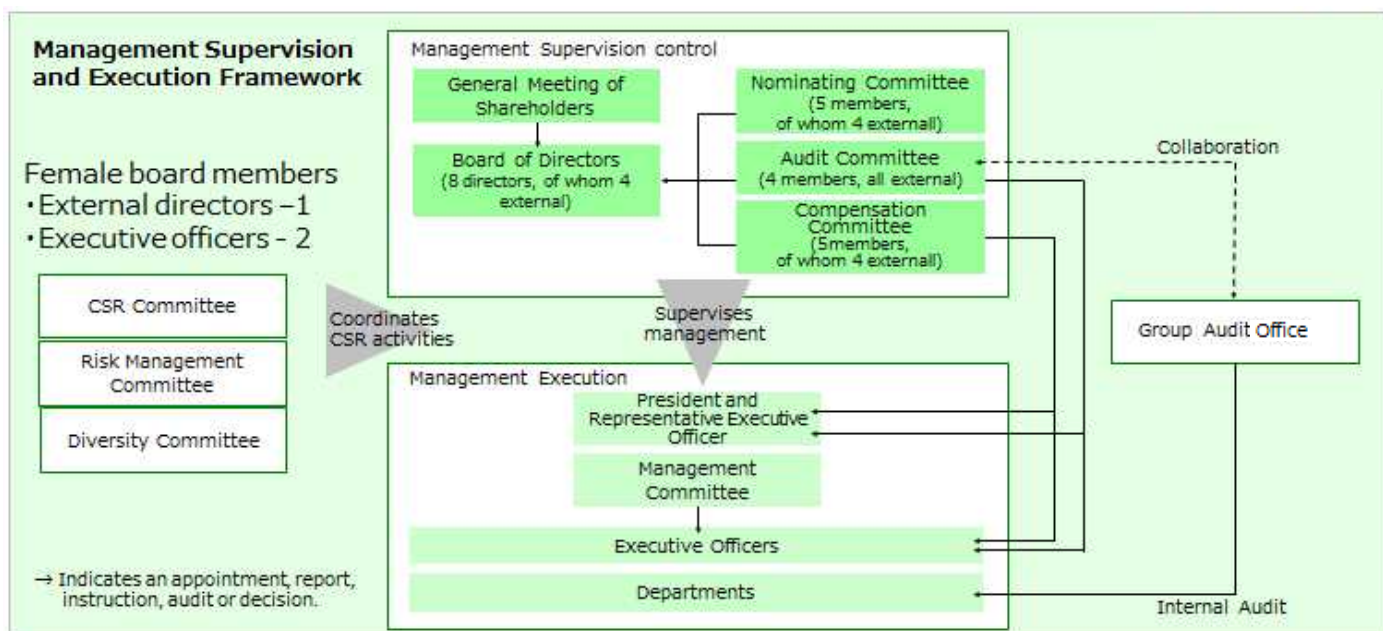 Management Supervision
and Execution Framework
Female board members
・External directors –1
・Executive officers - 2
CSR Committee
Risk Management
Committee
Diversity Committee
→ Indicates an appointment, report,
instruction, audit or decision.
Coordinates
CSR activities
Management Supervision control
General Meeting of
Shareholders
Board of Directors
(8 directors, of whom 4
external)
Nominating Committee
(5 members,
of whom 4 externall)
Audit Committee
(4 members, all external)
Compensation
Committee
(5members,
of whom 4 externall)
Supervises
management
Management Execution
President and
Representative Executive
Officer
Management
Committee
Executive Officers
Departments
Collaboration
Group Audit Office
Internal Audit